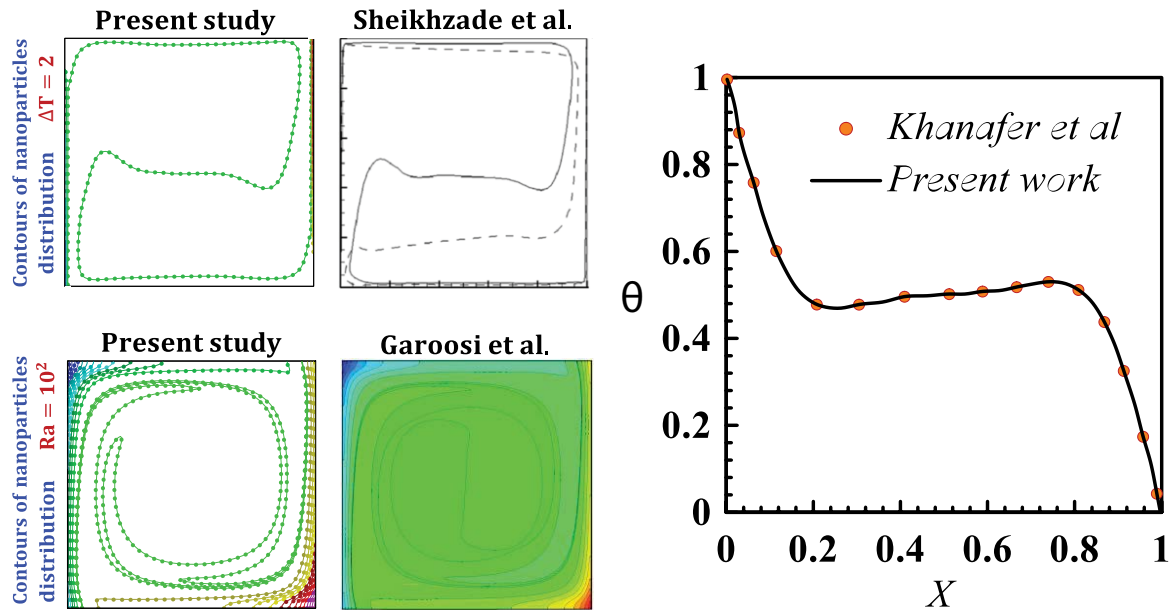 Present study
Sheikhzade et al.
Contours of nanoparticles
distribution ΔT = 2
Present study
Garoosi et al.
Contours of nanoparticles
distribution Ra = 10²
Khanafer et al
Present work
1
0.8
0.6
0.4
0.2
0
θ
0 0.2 0.4 0.6 0.8 1
X